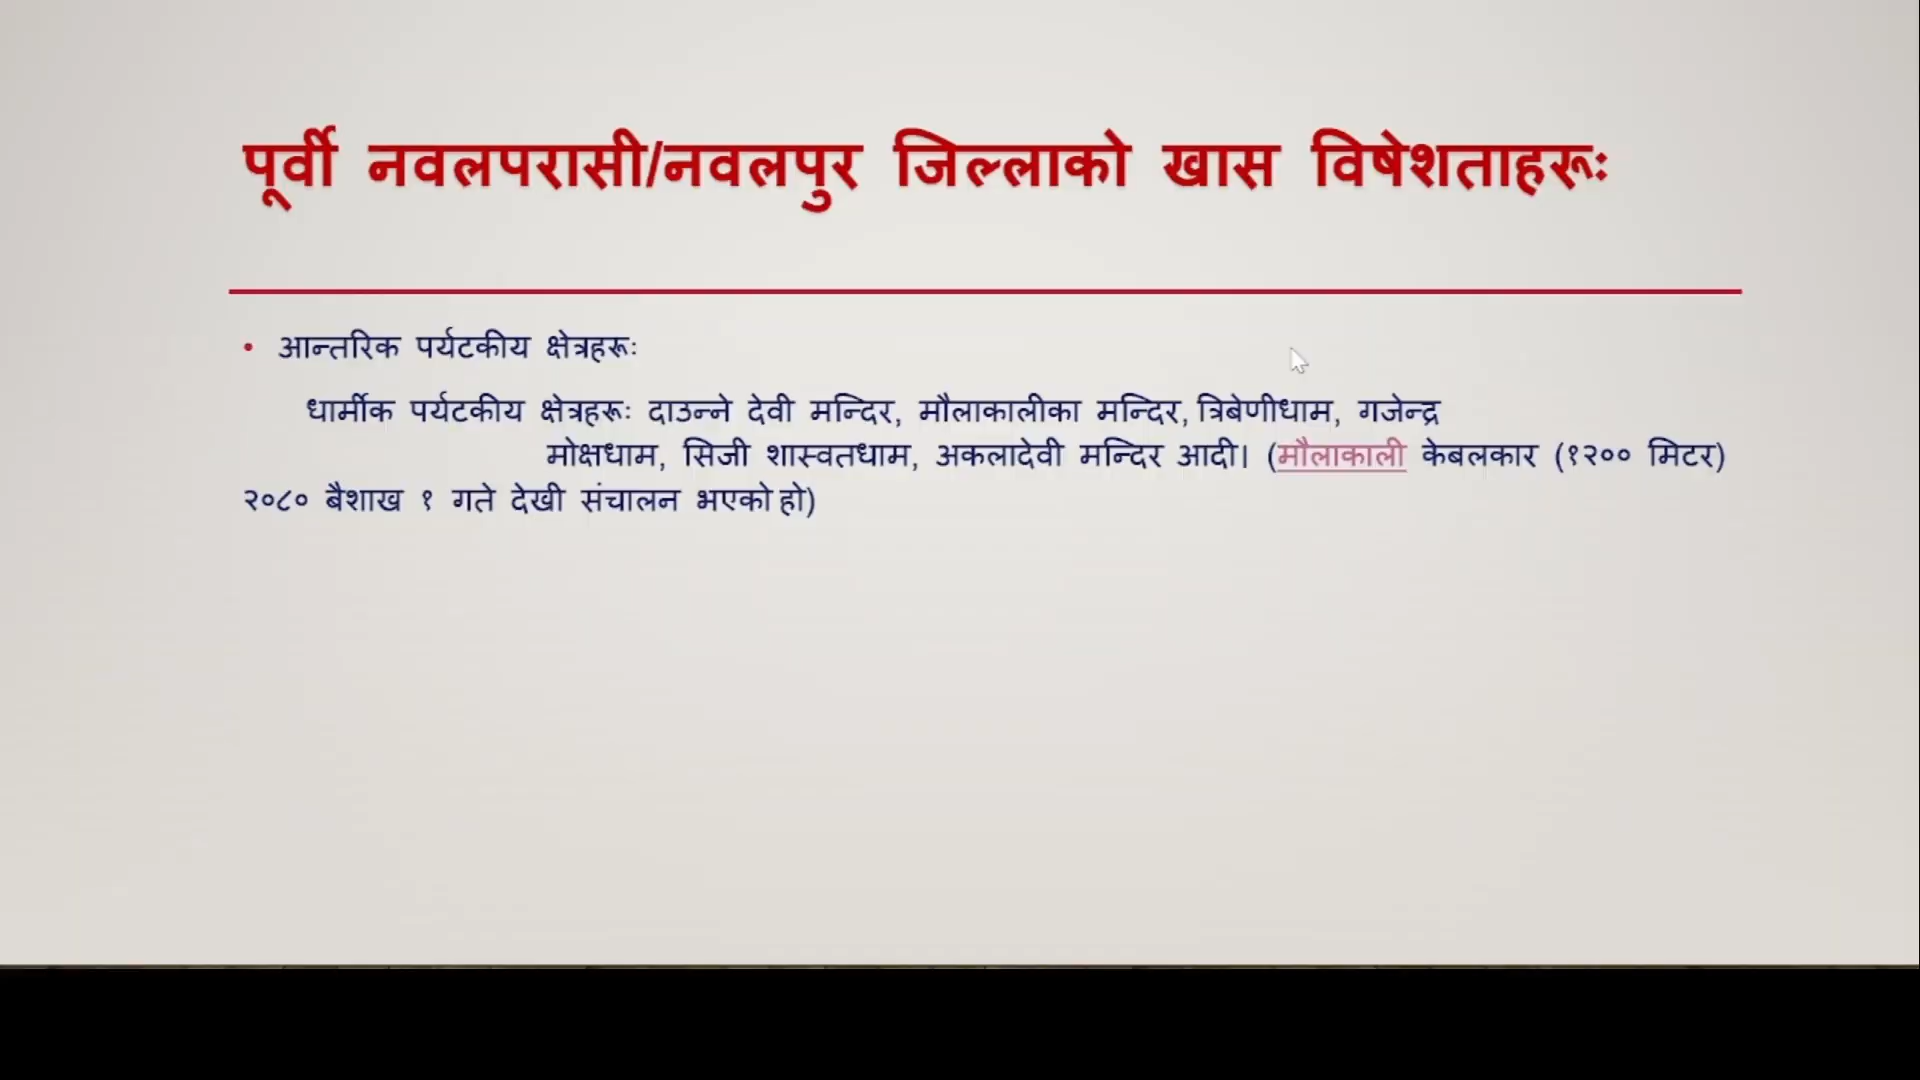 पूर्वी नवलपरासी/नवलपुर जिल्लाको खास विषेशताहरूः
• आन्तरिक पर्यटकीय क्षेत्रहरूः
धार्मीक पर्यटकीय क्षेत्रहरूः दाउन्ने देवी मन्दिर, मौलाकालीका मन्दिर, त्रिबेणीधाम, गजेन्द्र
मोक्षधाम, सिजी शास्वतधाम, अकलादेवी मन्दिर आदी। (मौलाकाली केबलकार (१२०० मिटर)
२०८० बैशाख १ गते देखी संचालन भएको हो)